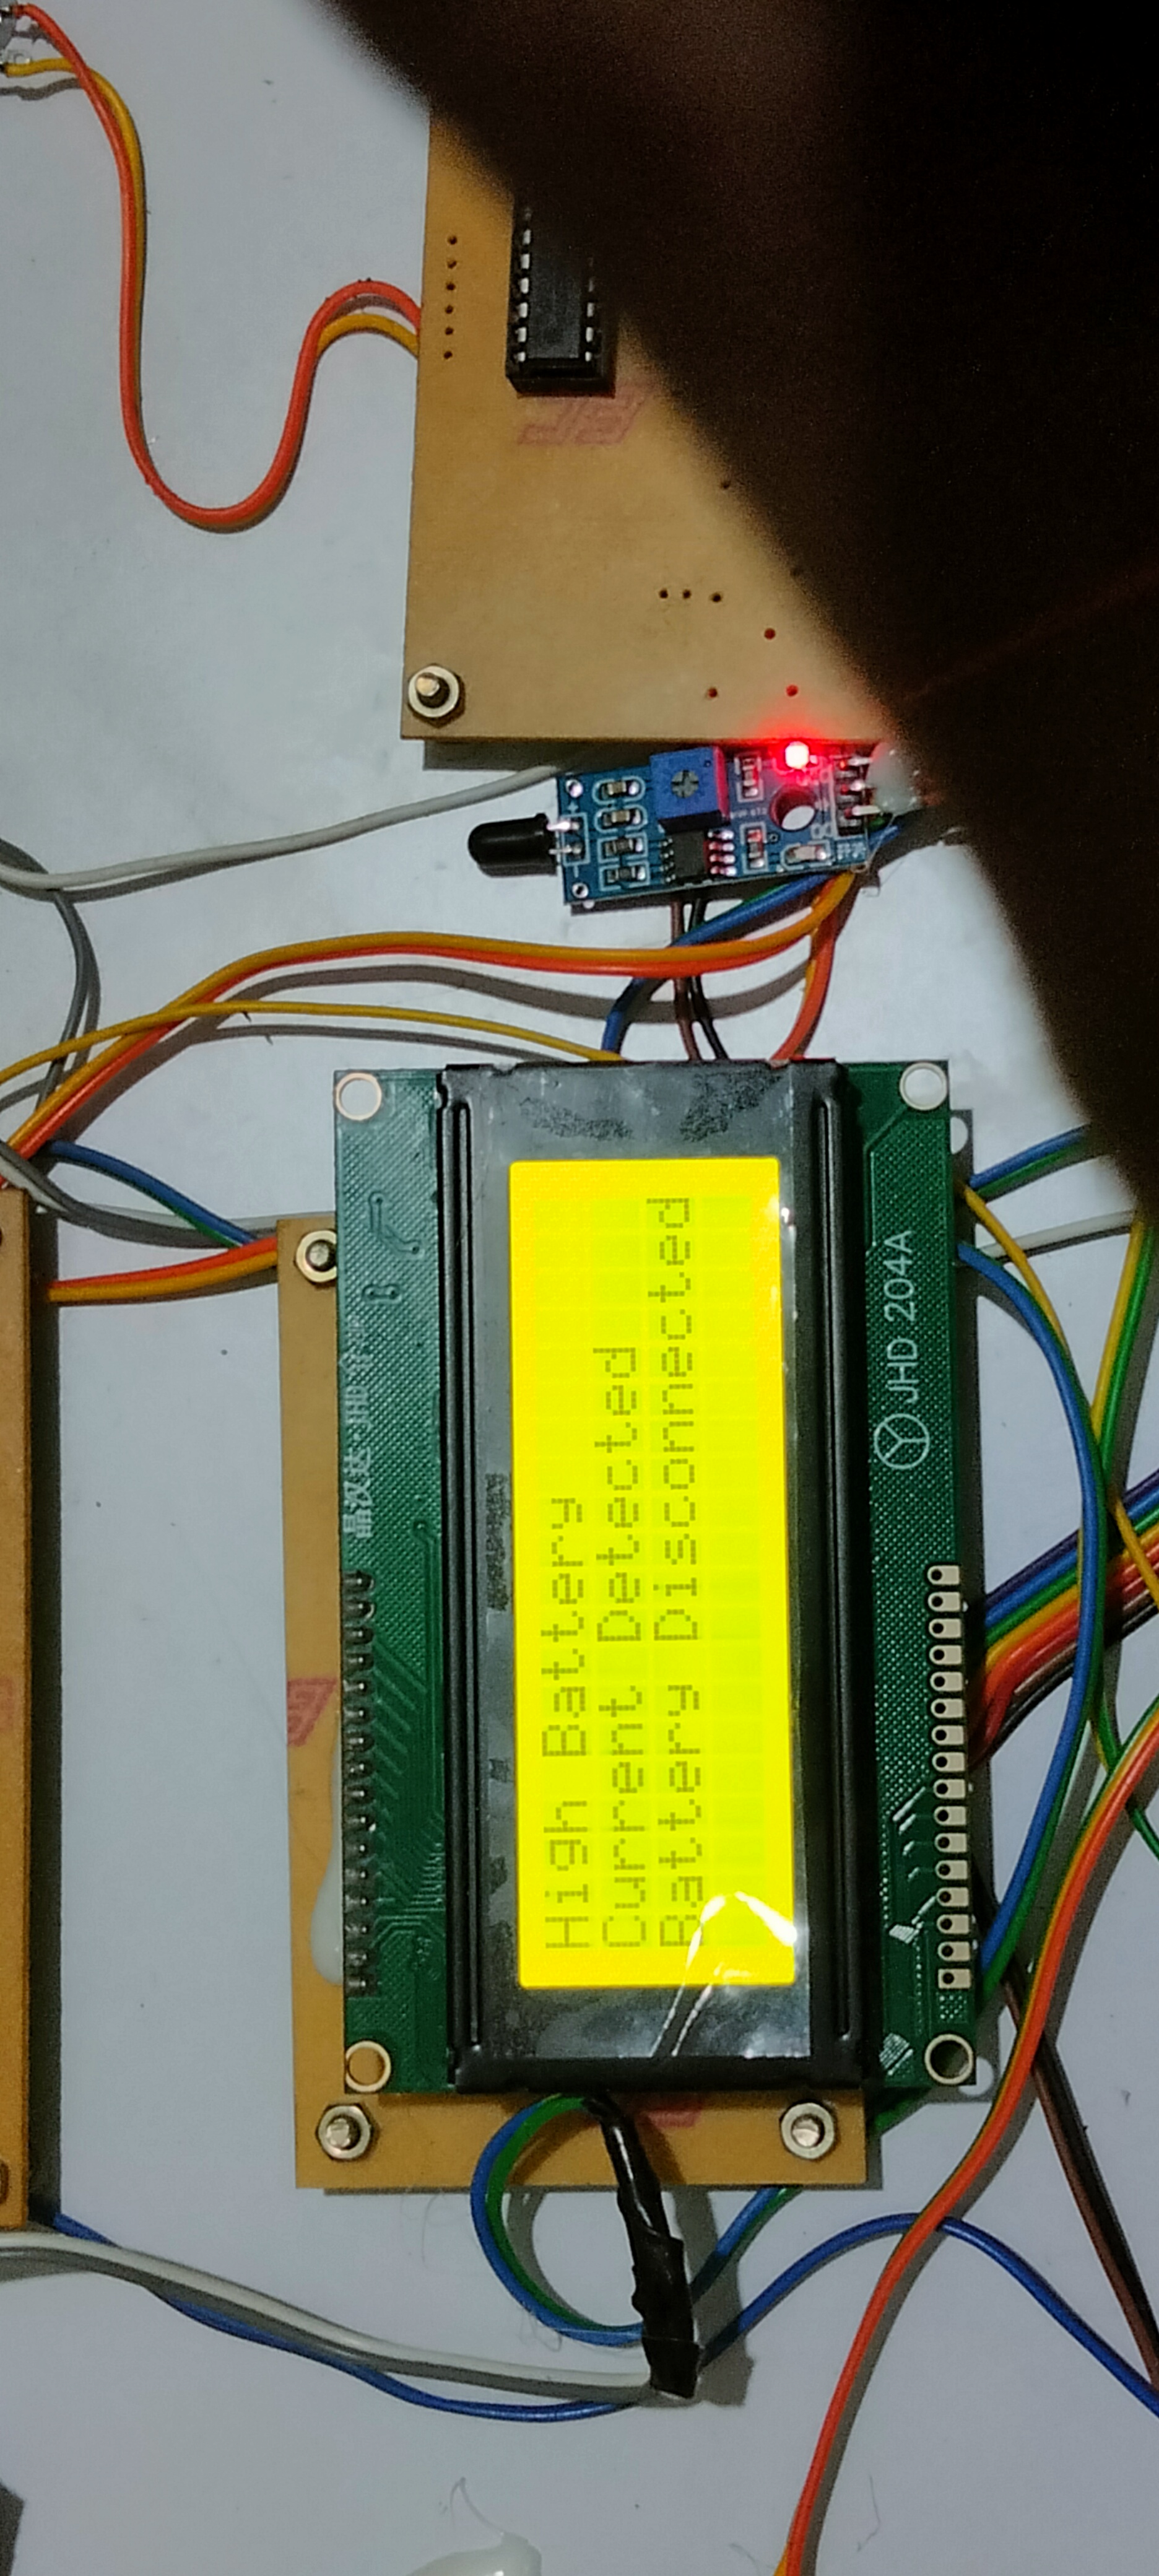 晶汉达 JHD
High Battery
Current Detected
Battery Disconnected
JHD 204A